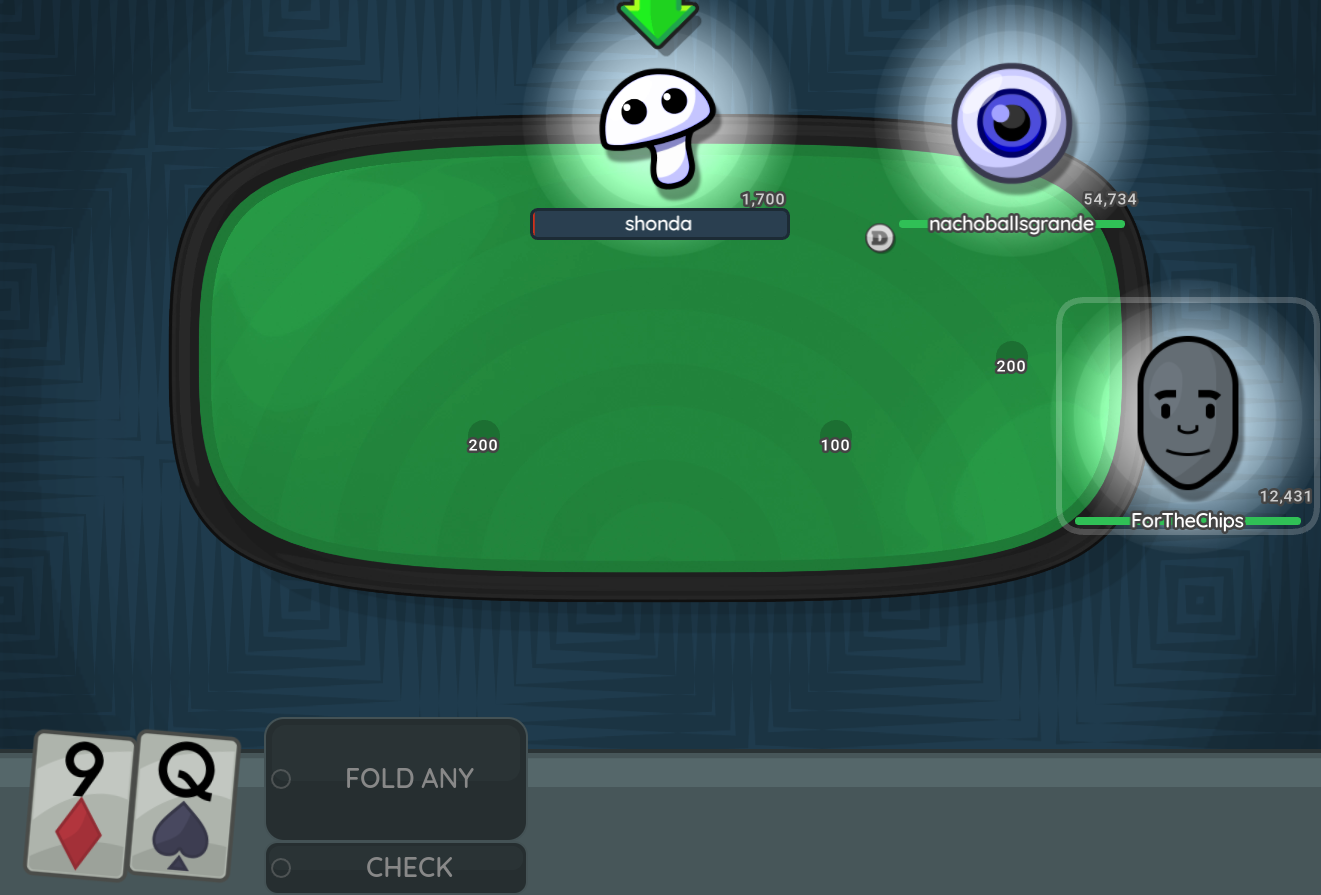 1,700
shonda
54,734
nachoballsgrande
D
200
200
100
12,431
ForTheChips
9
Q
FOLD ANY
CHECK